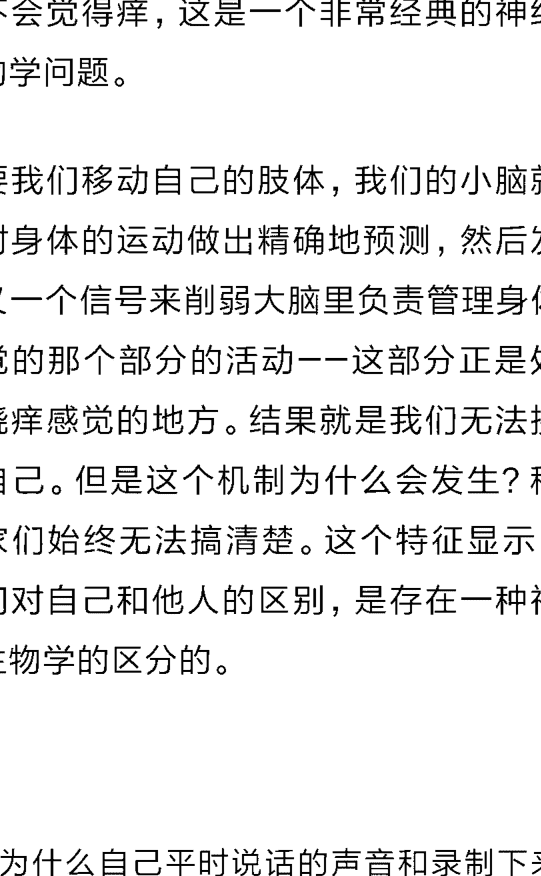 不会觉得痒，这是一个非常经典的神经
的学问题。
要我们移动自己的肢体，我们的小脑就
对身体的运动做出精确地预测，然后发
又一个信号来削弱大脑里负责管理身体
觉的那个部分的活动——这部分正是处
挠痒感觉的地方。结果就是我们无法挠
自己。但是这个机制为什么会发生？科
家们始终无法搞清楚。这个特征显示
们对自己和他人的区别，是存在一种神
生物学的区分的。
为什么自己平时说话的声音和录制下来